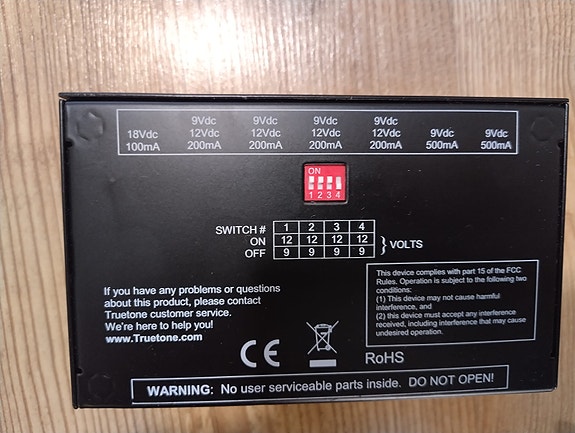 9Vdc 9Vdc 9Vdc 9Vdc
18Vdc 12Vdc 12Vdc 12Vdc 12Vdc 9Vdc 9Vdc
100mA 200mA 200mA 200mA 200mA 500mA 500mA
ON
1 2 3 4
SWITCH # 1 2 3 4
ON 12 12 12 12 } VOLTS
OFF 9 9 9 9
If you have any problems or questions
about this product, please contact
Truetone customer service.
We're here to help you!
www.Truetone.com
CE
RoHS
This device complies with part 15 of the FCC
Rules. Operation is subject to the following two
conditions:
(1) This device may not cause harmful
interference, and
(2) this device must accept any interference
received, including interference that may cause
undesired operation.
WARNING: No user serviceable parts inside. DO NOT OPEN!